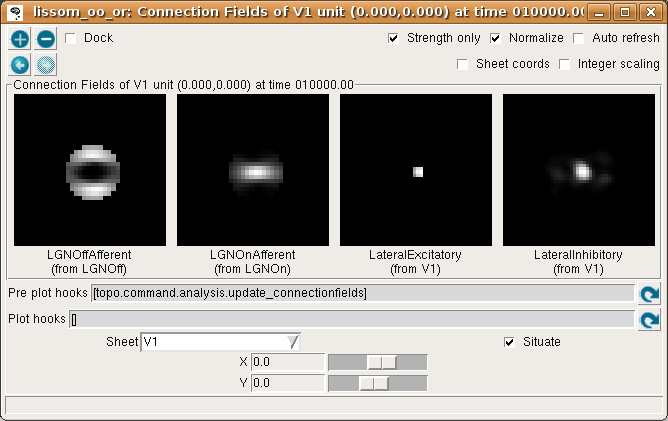 lissom_oo_or: Connection Fields of V1 unit (0.000,0.000) at time 010000.00
Dock
Strength only
Normalize
Auto refresh
Sheet coords
Integer scaling
Connection Fields of V1 unit (0.000,0.000) at time 010000.00
LGNOffAfferent
(from LGNOff)
LGNOnAfferent
(from LGNOn)
LateralExcitatory
(from V1)
LateralInhibitory
(from V1)
Pre plot hooks [topo.command.analysis.update_connectionfields]
Plot hooks []
Sheet V1
Situate
X 0.0
Y 0.0